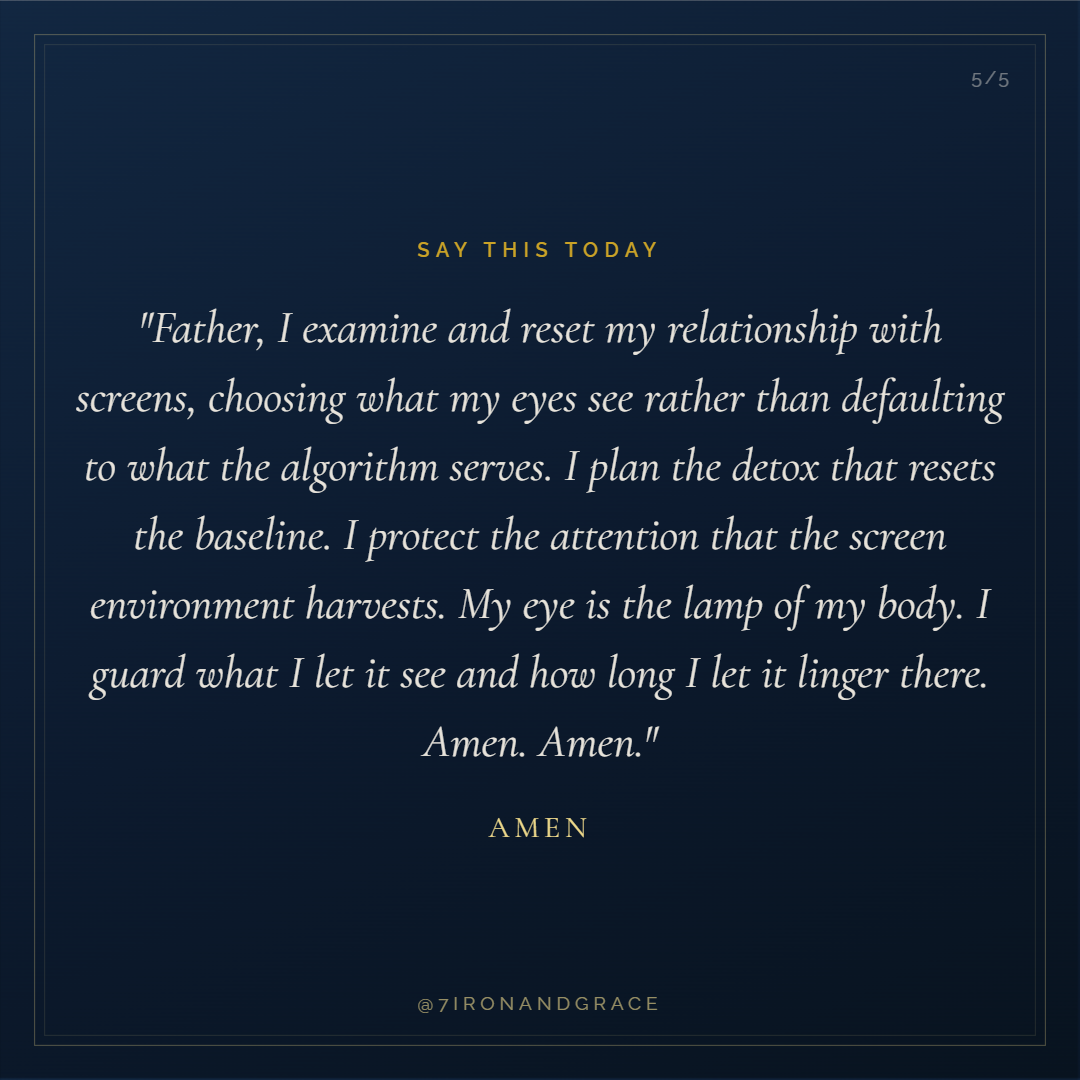 5/5
SAY THIS TODAY
"Father, I examine and reset my relationship with
screens, choosing what my eyes see rather than defaulting
to what the algorithm serves. I plan the detox that resets
the baseline. I protect the attention that the screen
environment harvests. My eye is the lamp of my body. I
guard what I let it see and how long I let it linger there.
Amen. Amen."
AMEN
@7IRONANDGRACE